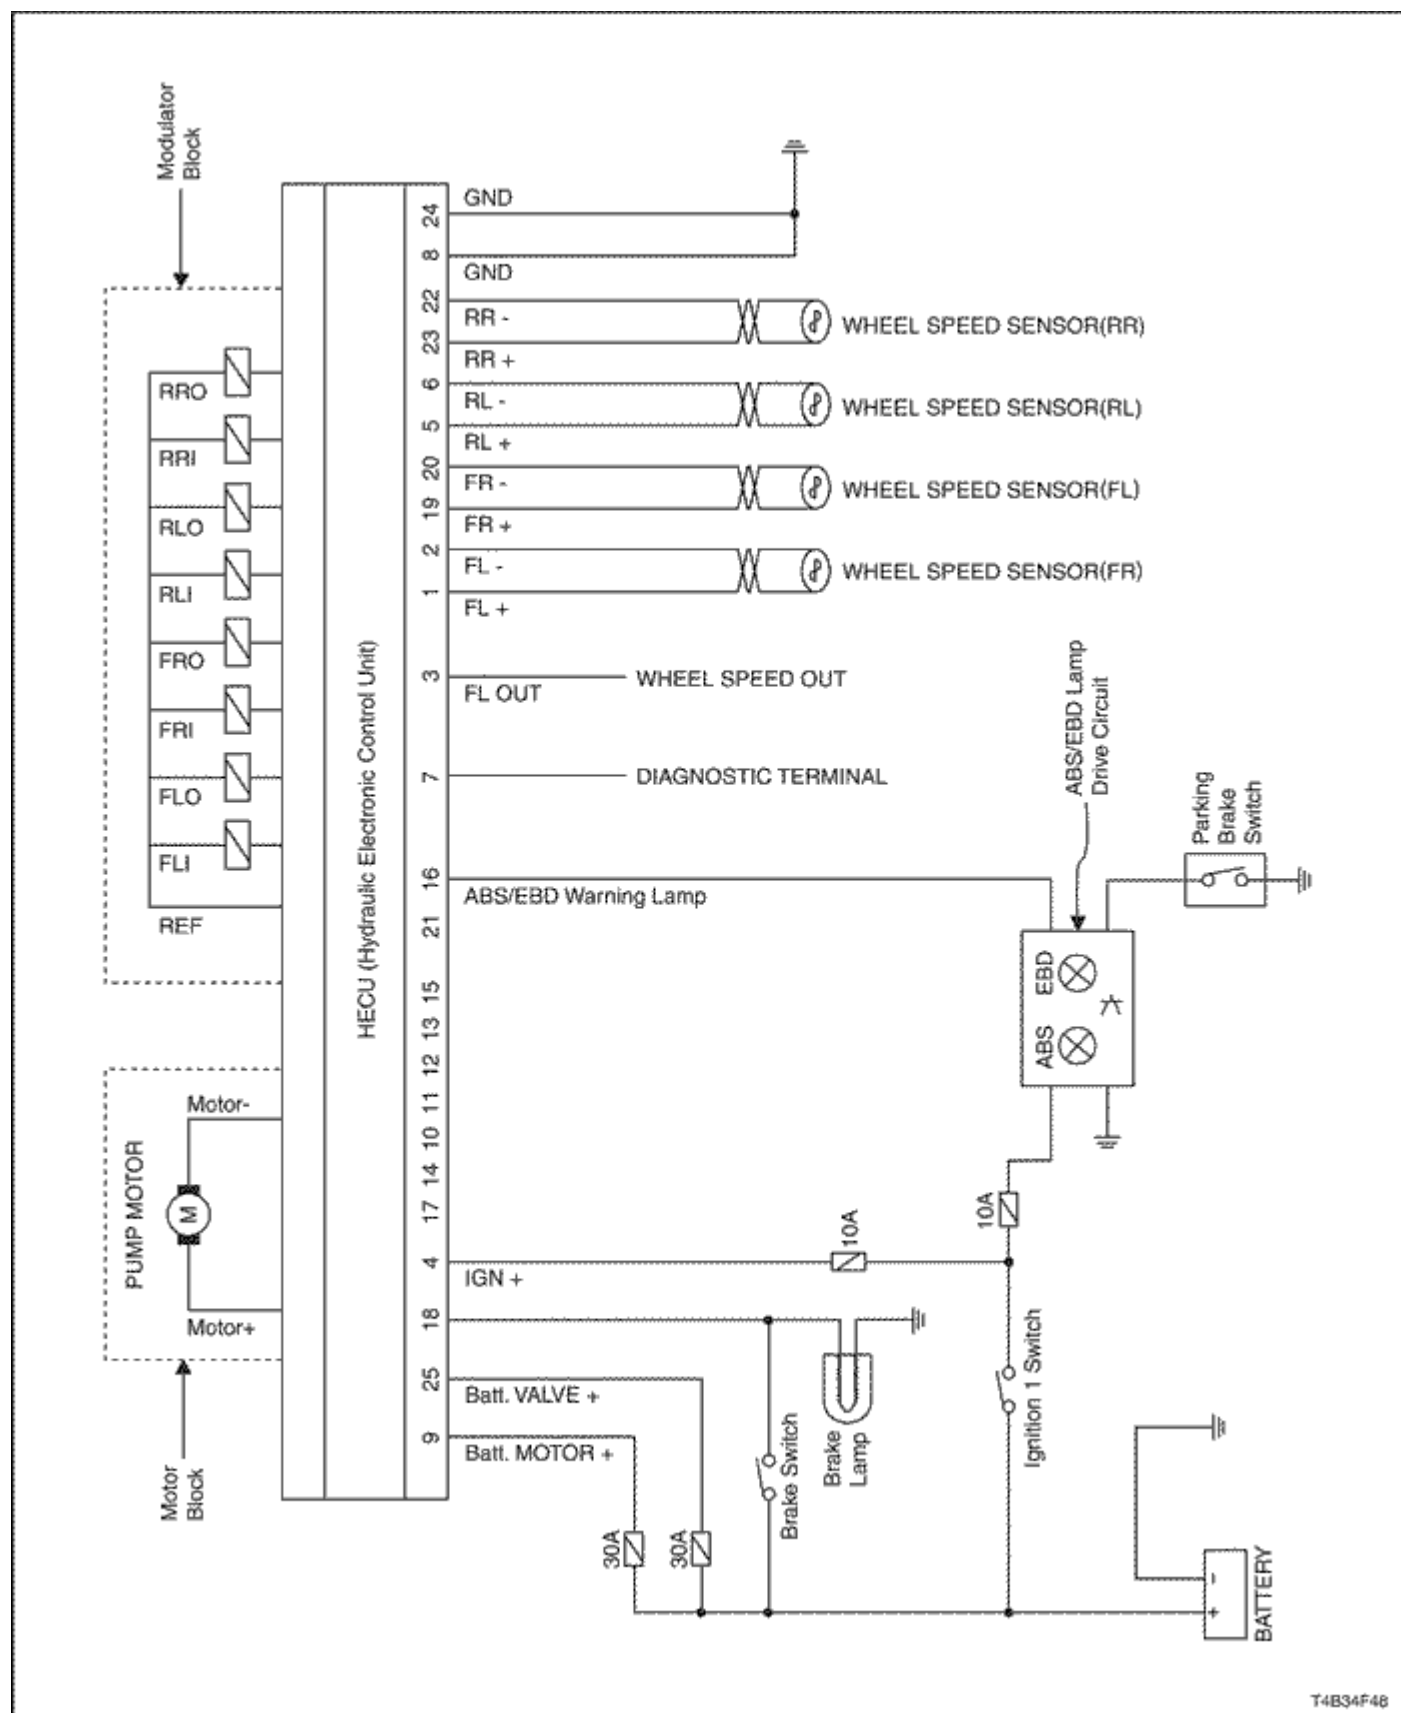 Modulator
Block
24
GND
8
GND
22
RR -
23
RR +
6
RL -
5
RL +
20
FR -
19
FR +
2
FL -
1
FL +
WHEEL SPEED SENSOR(RR)
WHEEL SPEED SENSOR(RL)
WHEEL SPEED SENSOR(FL)
WHEEL SPEED SENSOR(FR)
RRO
RRI
RLO
RLI
FRO
FRI
FLO
FLI
REF
HECU (Hydraulic Electronic Control Unit)
3
FL OUT
WHEEL SPEED OUT
7
DIAGNOSTIC TERMINAL
ABS/EBD Lamp
Drive Circuit
Parking
Brake
Switch
16
ABS/EBD Warning Lamp
21
15
13
12
11
10
14
17
EBD
ABS
PUMP MOTOR
Motor-
M
Motor+
Motor
Block
4
IGN +
10A
10A
18
25
Batt. VALVE +
9
Batt. MOTOR +
30A
30A
Brake Switch
Brake
Lamp
Ignition 1 Switch
-
+
BATTERY
T4B34F48